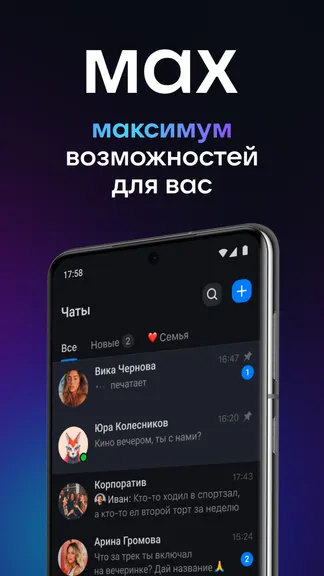 мах
максимум
возможностей
для вас
17:58
Чаты
Все
Новые 2
❤️ Семья
Вика Чернова 16:47
печатает 1
Юра Колесников 16:20
Кино вечером, ты с нами?
Корпоратив 17:43
Иван: Кто-то ходил в спортзал,
а кто-то ел второй торт за неделю
Арина Громова 15:24
Что за трек ты включал 2
на вечеринке? Дай название 🙏